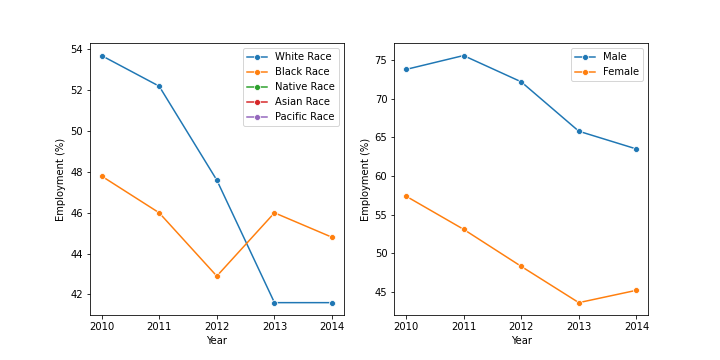 54
52
50
48
46
44
42
Employment (%)
2010 2011 2012 2013 2014
Year
White Race
Black Race
Native Race
Asian Race
Pacific Race
75
70
65
60
55
50
45
Employment (%)
2010 2011 2012 2013 2014
Year
Male
Female